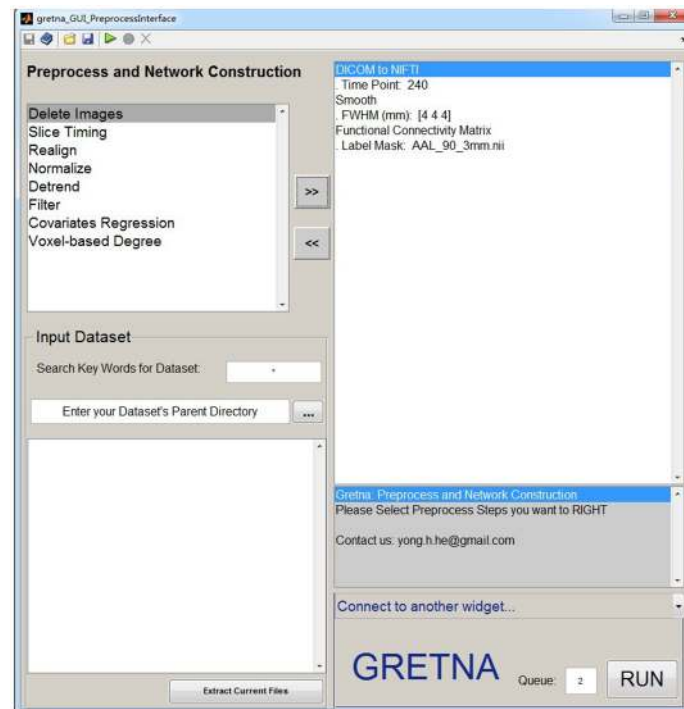 gretna_GUI_PreprocessInterface
Preprocess and Network Construction
Delete Images
Slice Timing
Realign
Normalize
Detrend
Filter
Covariates Regression
Voxel-based Degree
>>
<<
Input Dataset
Search Key Words for Dataset:
*
Enter your Dataset's Parent Directory
...
Extract Current Files
DICOM to NIFTI
. Time Point: 240
Smooth
. FWHM (mm): [4 4 4]
Functional Connectivity Matrix
. Label Mask: AAL_90_3mm.nii
Gretna: Preprocess and Network Construction
Please Select Preprocess Steps you want to RIGHT
Contact us: yong.h.he@gmail.com
Connect to another widget...
GRETNA
Queue: 2
RUN